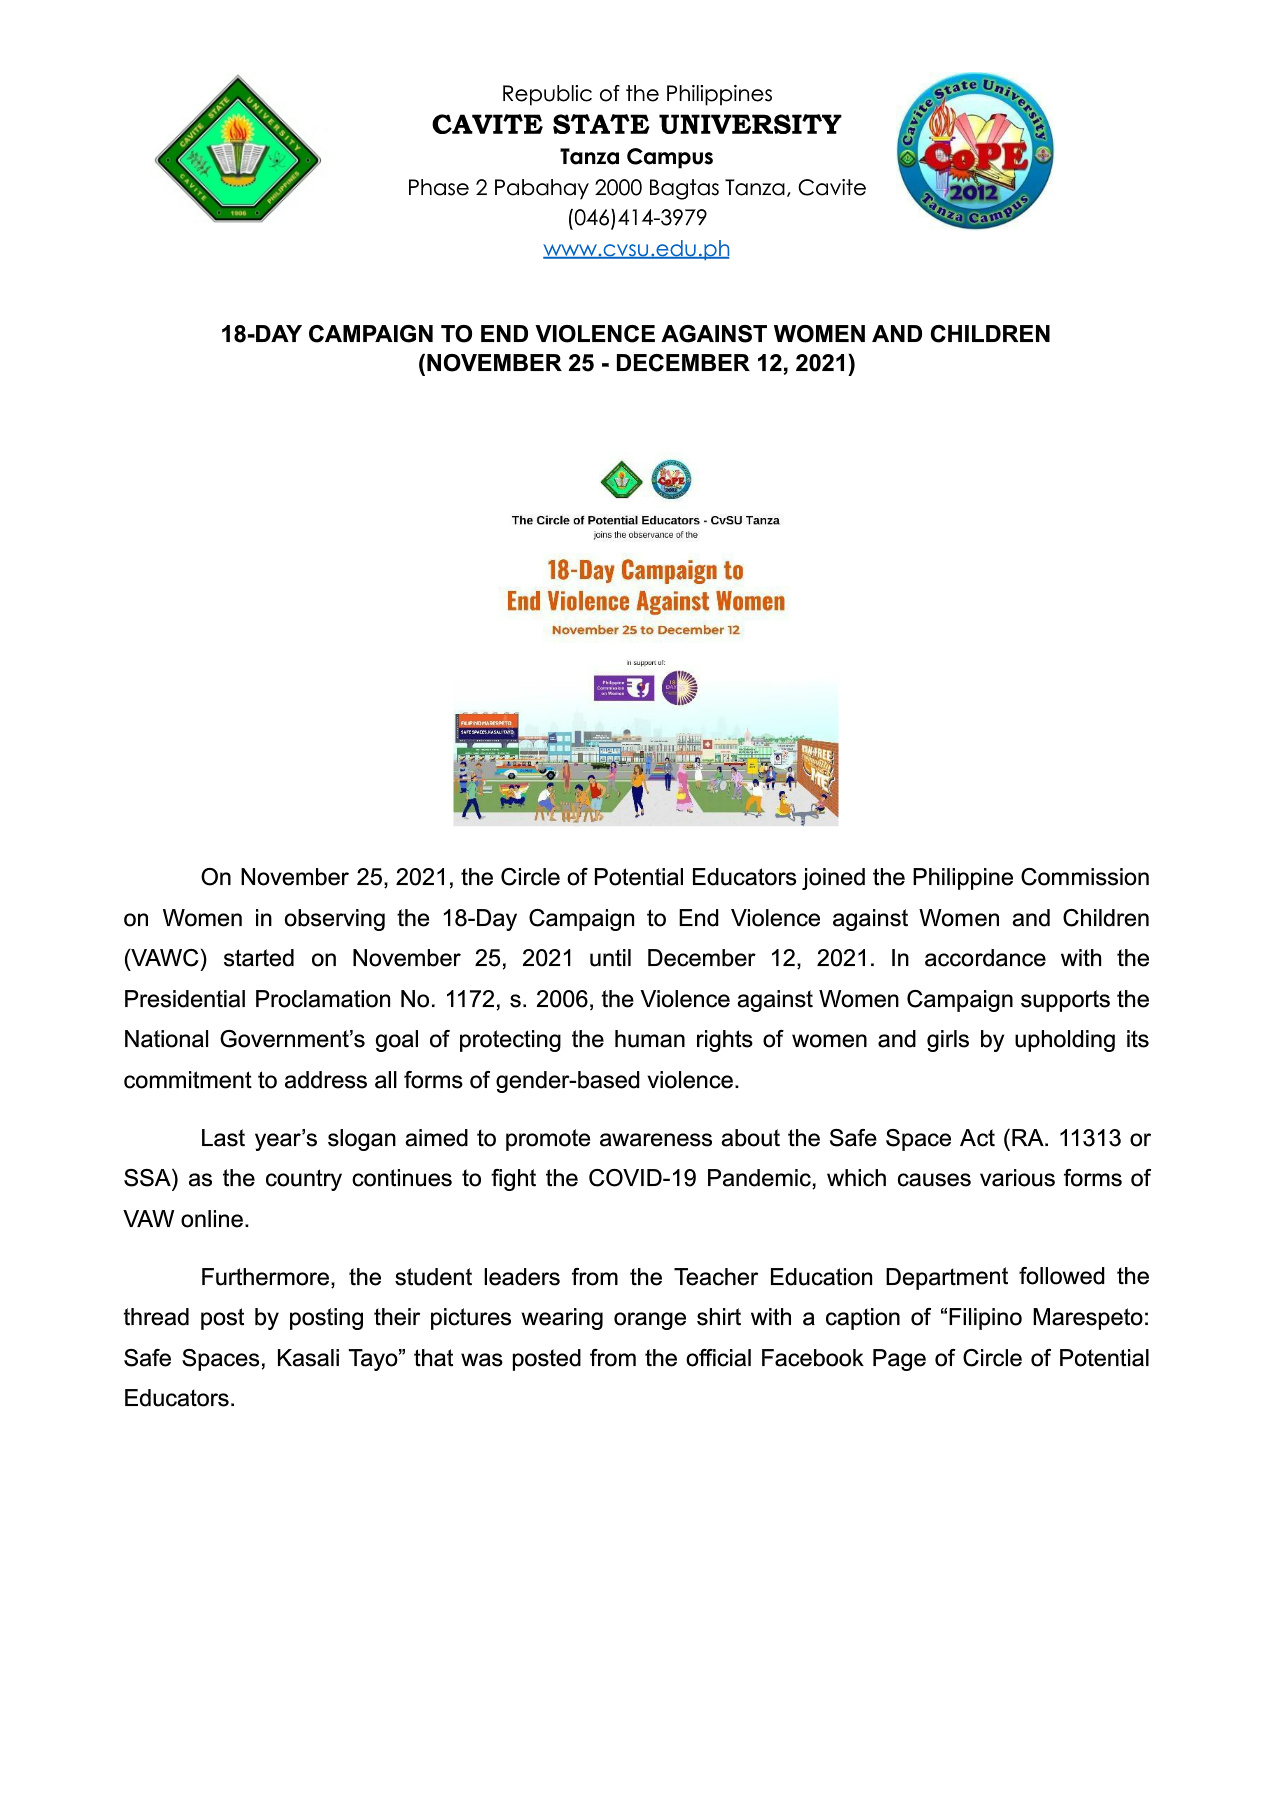 Republic of the Philippines
CAVITE STATE UNIVERSITY
Tanza Campus
Phase 2 Pabahay 2000 Bagtas Tanza, Cavite
(046)414-3979
www.cvsu.edu.ph
CAVITE STATE UNIVERSITY
CAVITE PHILIPPINES
1906
Cavite State University
CoPE
2012
Tanza Campus
18-DAY CAMPAIGN TO END VIOLENCE AGAINST WOMEN AND CHILDREN
(NOVEMBER 25 - DECEMBER 12, 2021)
CoPE
The Circle of Potential Educators - CvSU Tanza
joins the observance of the
18-Day Campaign to
End Violence Against Women
November 25 to December 12
in support of:
Philippine
Commission
on Women
18-
DAY
FILIPINO MARESPETO
SAFE SPACES, KASALI TAYO
On November 25, 2021, the Circle of Potential Educators joined the Philippine Commission
on Women in observing the 18-Day Campaign to End Violence against Women and Children
(VAWC) started on November 25, 2021 until December 12, 2021. In accordance with the
Presidential Proclamation No. 1172, s. 2006, the Violence against Women Campaign supports the
National Government’s goal of protecting the human rights of women and girls by upholding its
commitment to address all forms of gender-based violence.
Last year’s slogan aimed to promote awareness about the Safe Space Act (RA. 11313 or
SSA) as the country continues to fight the COVID-19 Pandemic, which causes various forms of
VAW online.
Furthermore, the student leaders from the Teacher Education Department followed the
thread post by posting their pictures wearing orange shirt with a caption of “Filipino Marespeto:
Safe Spaces, Kasali Tayo” that was posted from the official Facebook Page of Circle of Potential
Educators.